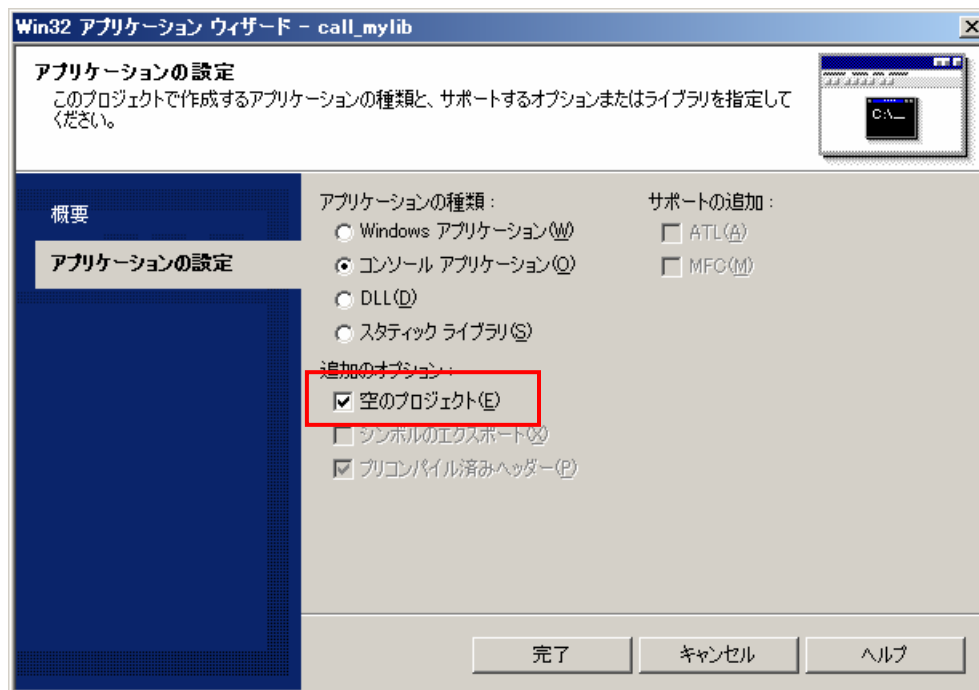 Win32 アプリケーション ウィザード - call_mylib
アプリケーションの設定
このプロジェクトで作成するアプリケーションの種類と、サポートするオプションまたはライブラリを指定して
ください。
C:\_
概要
アプリケーションの設定
アプリケーションの種類:
Windows アプリケーション(W)
コンソール アプリケーション(O)
DLL(D)
スタティック ライブラリ(S)
追加のオプション:
空のプロジェクト(E)
シンボルのエクスポート(X)
プリコンパイル済みヘッダー(P)
サポートの追加:
ATL(A)
MFC(M)
完了
キャンセル
ヘルプ